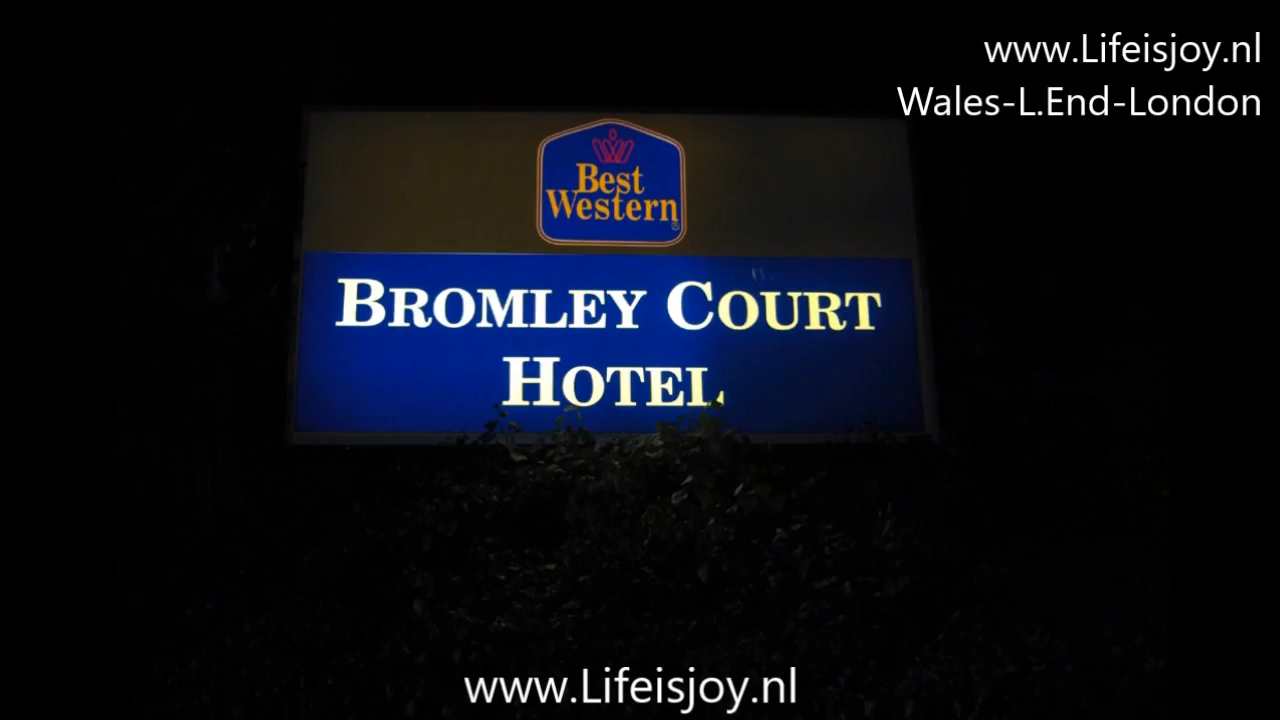 www.Lifeisjoy.nl
Wales-L.End-London
Best
Western
BROMLEY COURT
HOTEL
www.Lifeisjoy.nl